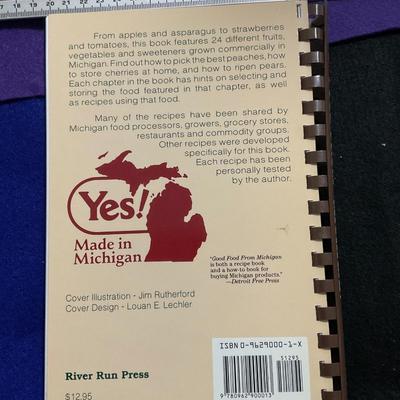 From apples and asparagus to strawberries
and tomatoes, this book features 24 different fruits,
vegetables and sweeteners grown commercially in
Michigan. Find out how to pick the best peaches, how
to store cherries at home, and how to ripen pears.
Each chapter in the book has hints on selecting and
storing the food featured in that chapter, as well
as recipes using that food.
Many of the recipes have been shared by
Michigan food processors, growers, grocery stores,
restaurants and commodity groups.
Other recipes were developed
specifically for this book.
Each recipe has been
personally tested
by the author.
Yes!
Made in
Michigan
"Good Food From Michigan
is both a recipe book
and a how-to book for
buying Michigan products."
—Detroit Free Press
Cover Illustration - Jim Rutherford
Cover Design - Louan E. Lechler
ISBN 0-9629000-1-X
51295
9 780962 900013
River Run Press
$12.95